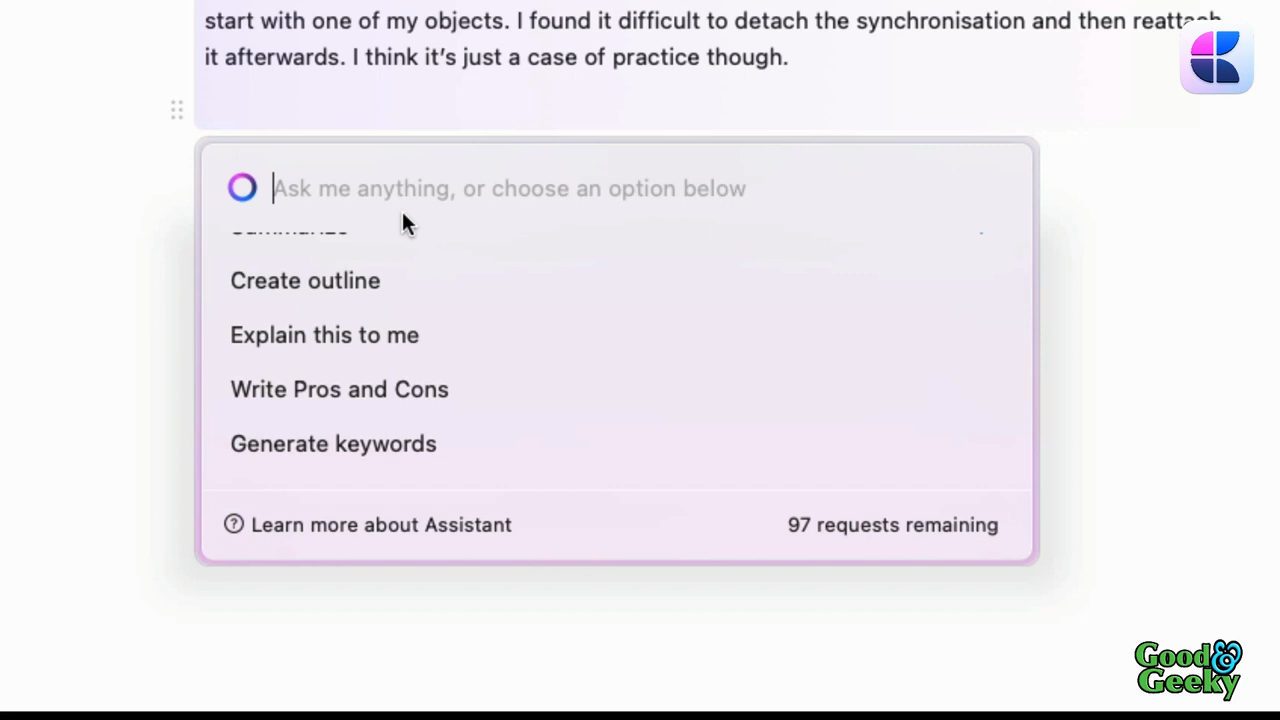 start with one of my objects. I found it difficult to detach the synchronisation and then reattach
it afterwards. I think it’s just a case of practice though.
Ask me anything, or choose an option below
Summarize
Create outline
Explain this to me
Write Pros and Cons
Generate keywords
Learn more about Assistant
97 requests remaining
Good &
Geeky